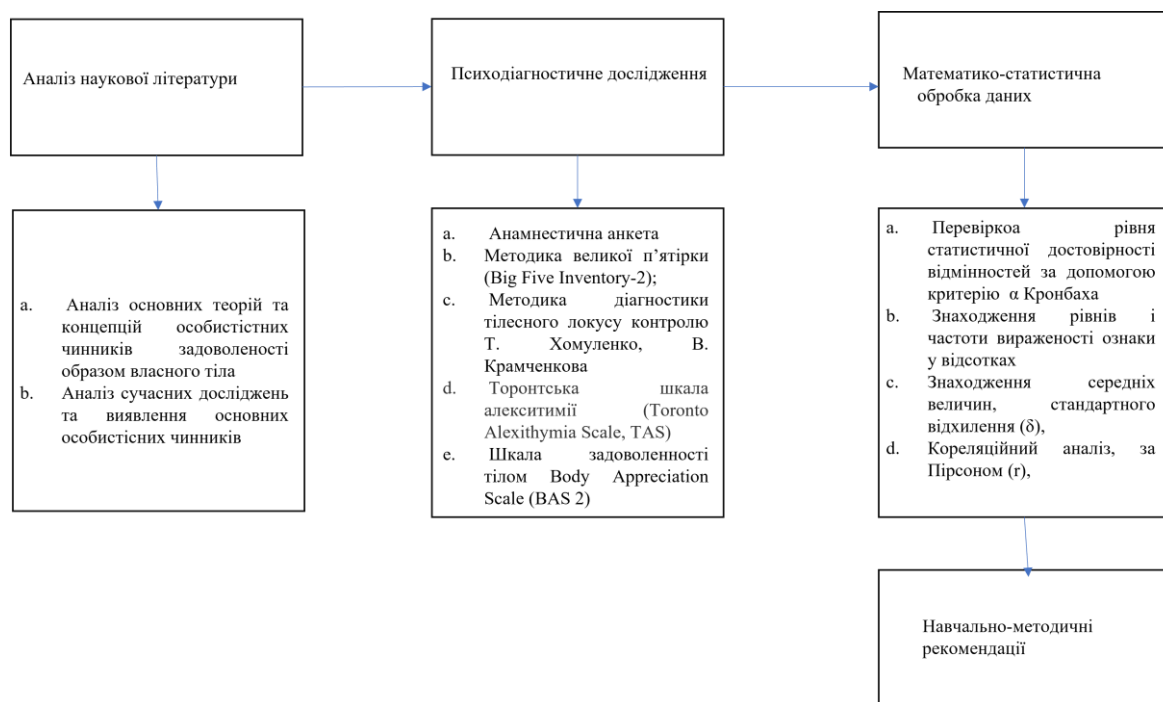 Аналіз наукової літератури
Психодіагностичне дослідження
Математико-статистична
обробка даних
a. Аналіз основних теорій та
концепцій особистістних
чинників задоволеності
образом власного тіла
b. Аналіз сучасних досліджень
та виявлення основних
особистісних чинників
a. Анамнестична анкета
b. Методика великої п’ятірки
(Big Five Inventory-2);
c. Методика діагностики
тілесного локусу контролю
Т. Хомуленко, В.
Крамченкова
d. Торонтська шкала
алекситимії (Toronto
Alexithymia Scale, TAS)
e. Шкала задоволенності
тілом Body Appreciation
Scale (BAS 2)
a. Перевіркоа рівня
статистичної достовірності
відмінностей за допомогою
критерію α Кронбаха
b. Знаходження рівнів і
частоти вираженості ознаки
у відсотках
c. Знаходження середніх
величин, стандартного
відхилення (δ),
d. Кореляційний аналіз, за
Пірсоном (r),
Навчально-методичні
рекомендації